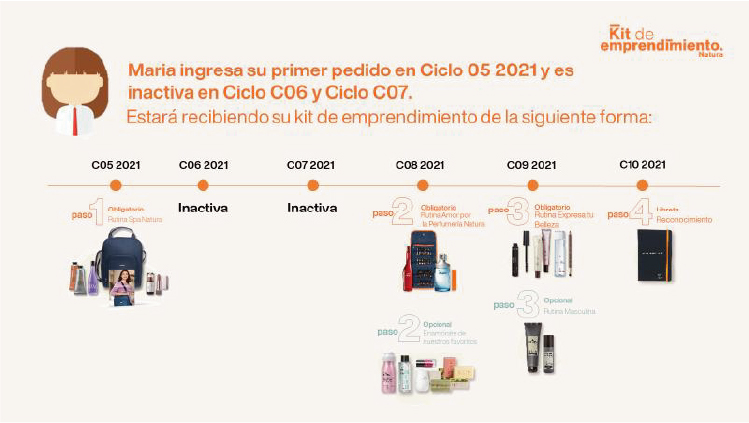 Kit de
emprendimiento.
Natura
Maria ingresa su primer pedido en Ciclo 05 2021 y es
inactiva en Ciclo C06 y Ciclo C07.
Estará recibiendo su kit de emprendimiento de la siguiente forma:
C05 2021
C06 2021
C07 2021
C08 2021
C09 2021
C10 2021
paso 1
Obligatorio
Rutina Spa Natura
Inactiva
Inactiva
paso 2
Obligatorio
Rutina Amor por
la Perfumería Natura
paso 3
Obligatorio
Rutina Expresa tu
Belleza
paso 4
Reconocimiento
paso 2
Opcional
Enamórate de
nuestros favoritos
paso 3
Opcional
Rutina Masculina